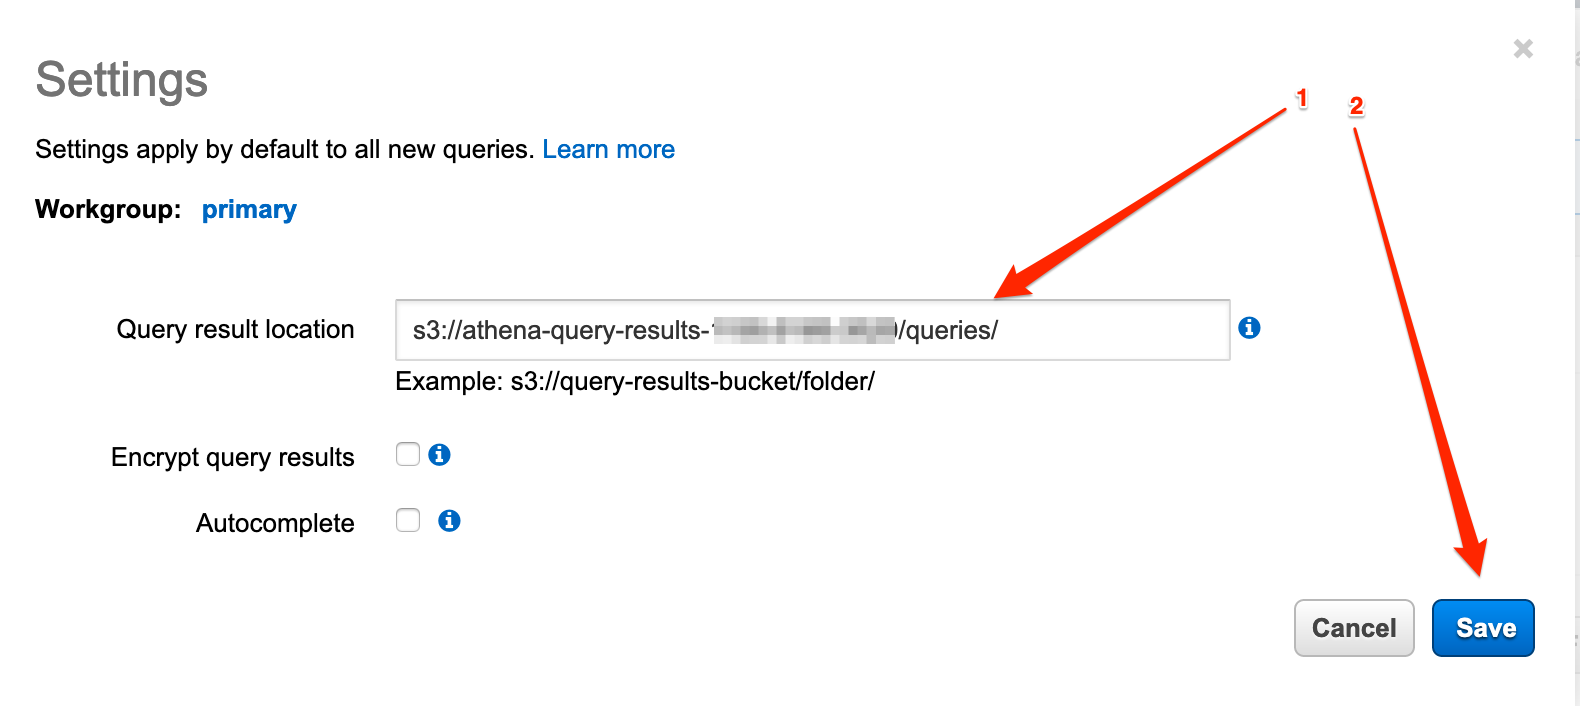 Settings
1
2
Settings apply by default to all new queries. Learn more
Workgroup: primary
Query result location s3://athena-query-results- /queries/
Example: s3://query-results-bucket/folder/
Encrypt query results
Autocomplete
Cancel Save